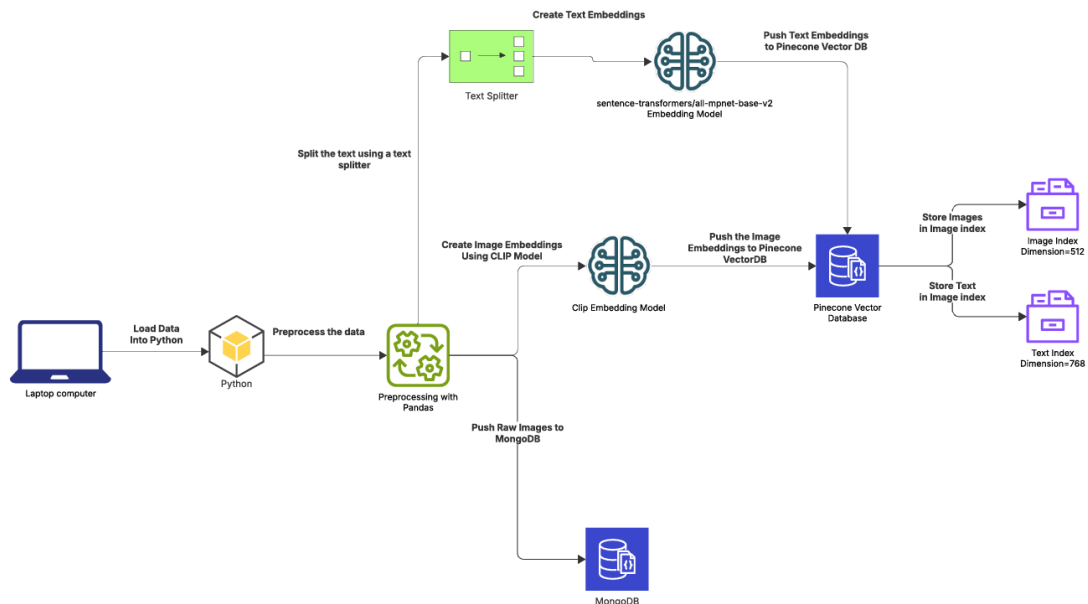 Create Text Embeddings
Push Text Embeddings
to Pinecone Vector DB
Text Splitter
sentence-transformers/all-mpnet-base-v2
Embedding Model
Split the text using a text
splitter
Create Image Embeddings
Using CLIP Model
Push the Image
Embeddings to Pinecone
VectorDB
Store Images
in Image index
Image Index
Dimension=512
Clip Embedding Model
Pinecone Vector
Database
Store Text
in Image index
Text Index
Dimension=768
Load Data
Into Python
Preprocess the data
Laptop computer
Python
Preprocessing with
Pandas
Push Raw Images to
MongoDB
MongoDB